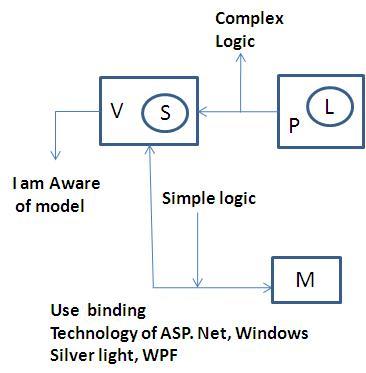 Complex
Logic
V
S
L
P
I am Aware
of model
Simple logic
M
Use binding
Technology of ASP. Net, Windows
Silver light, WPF